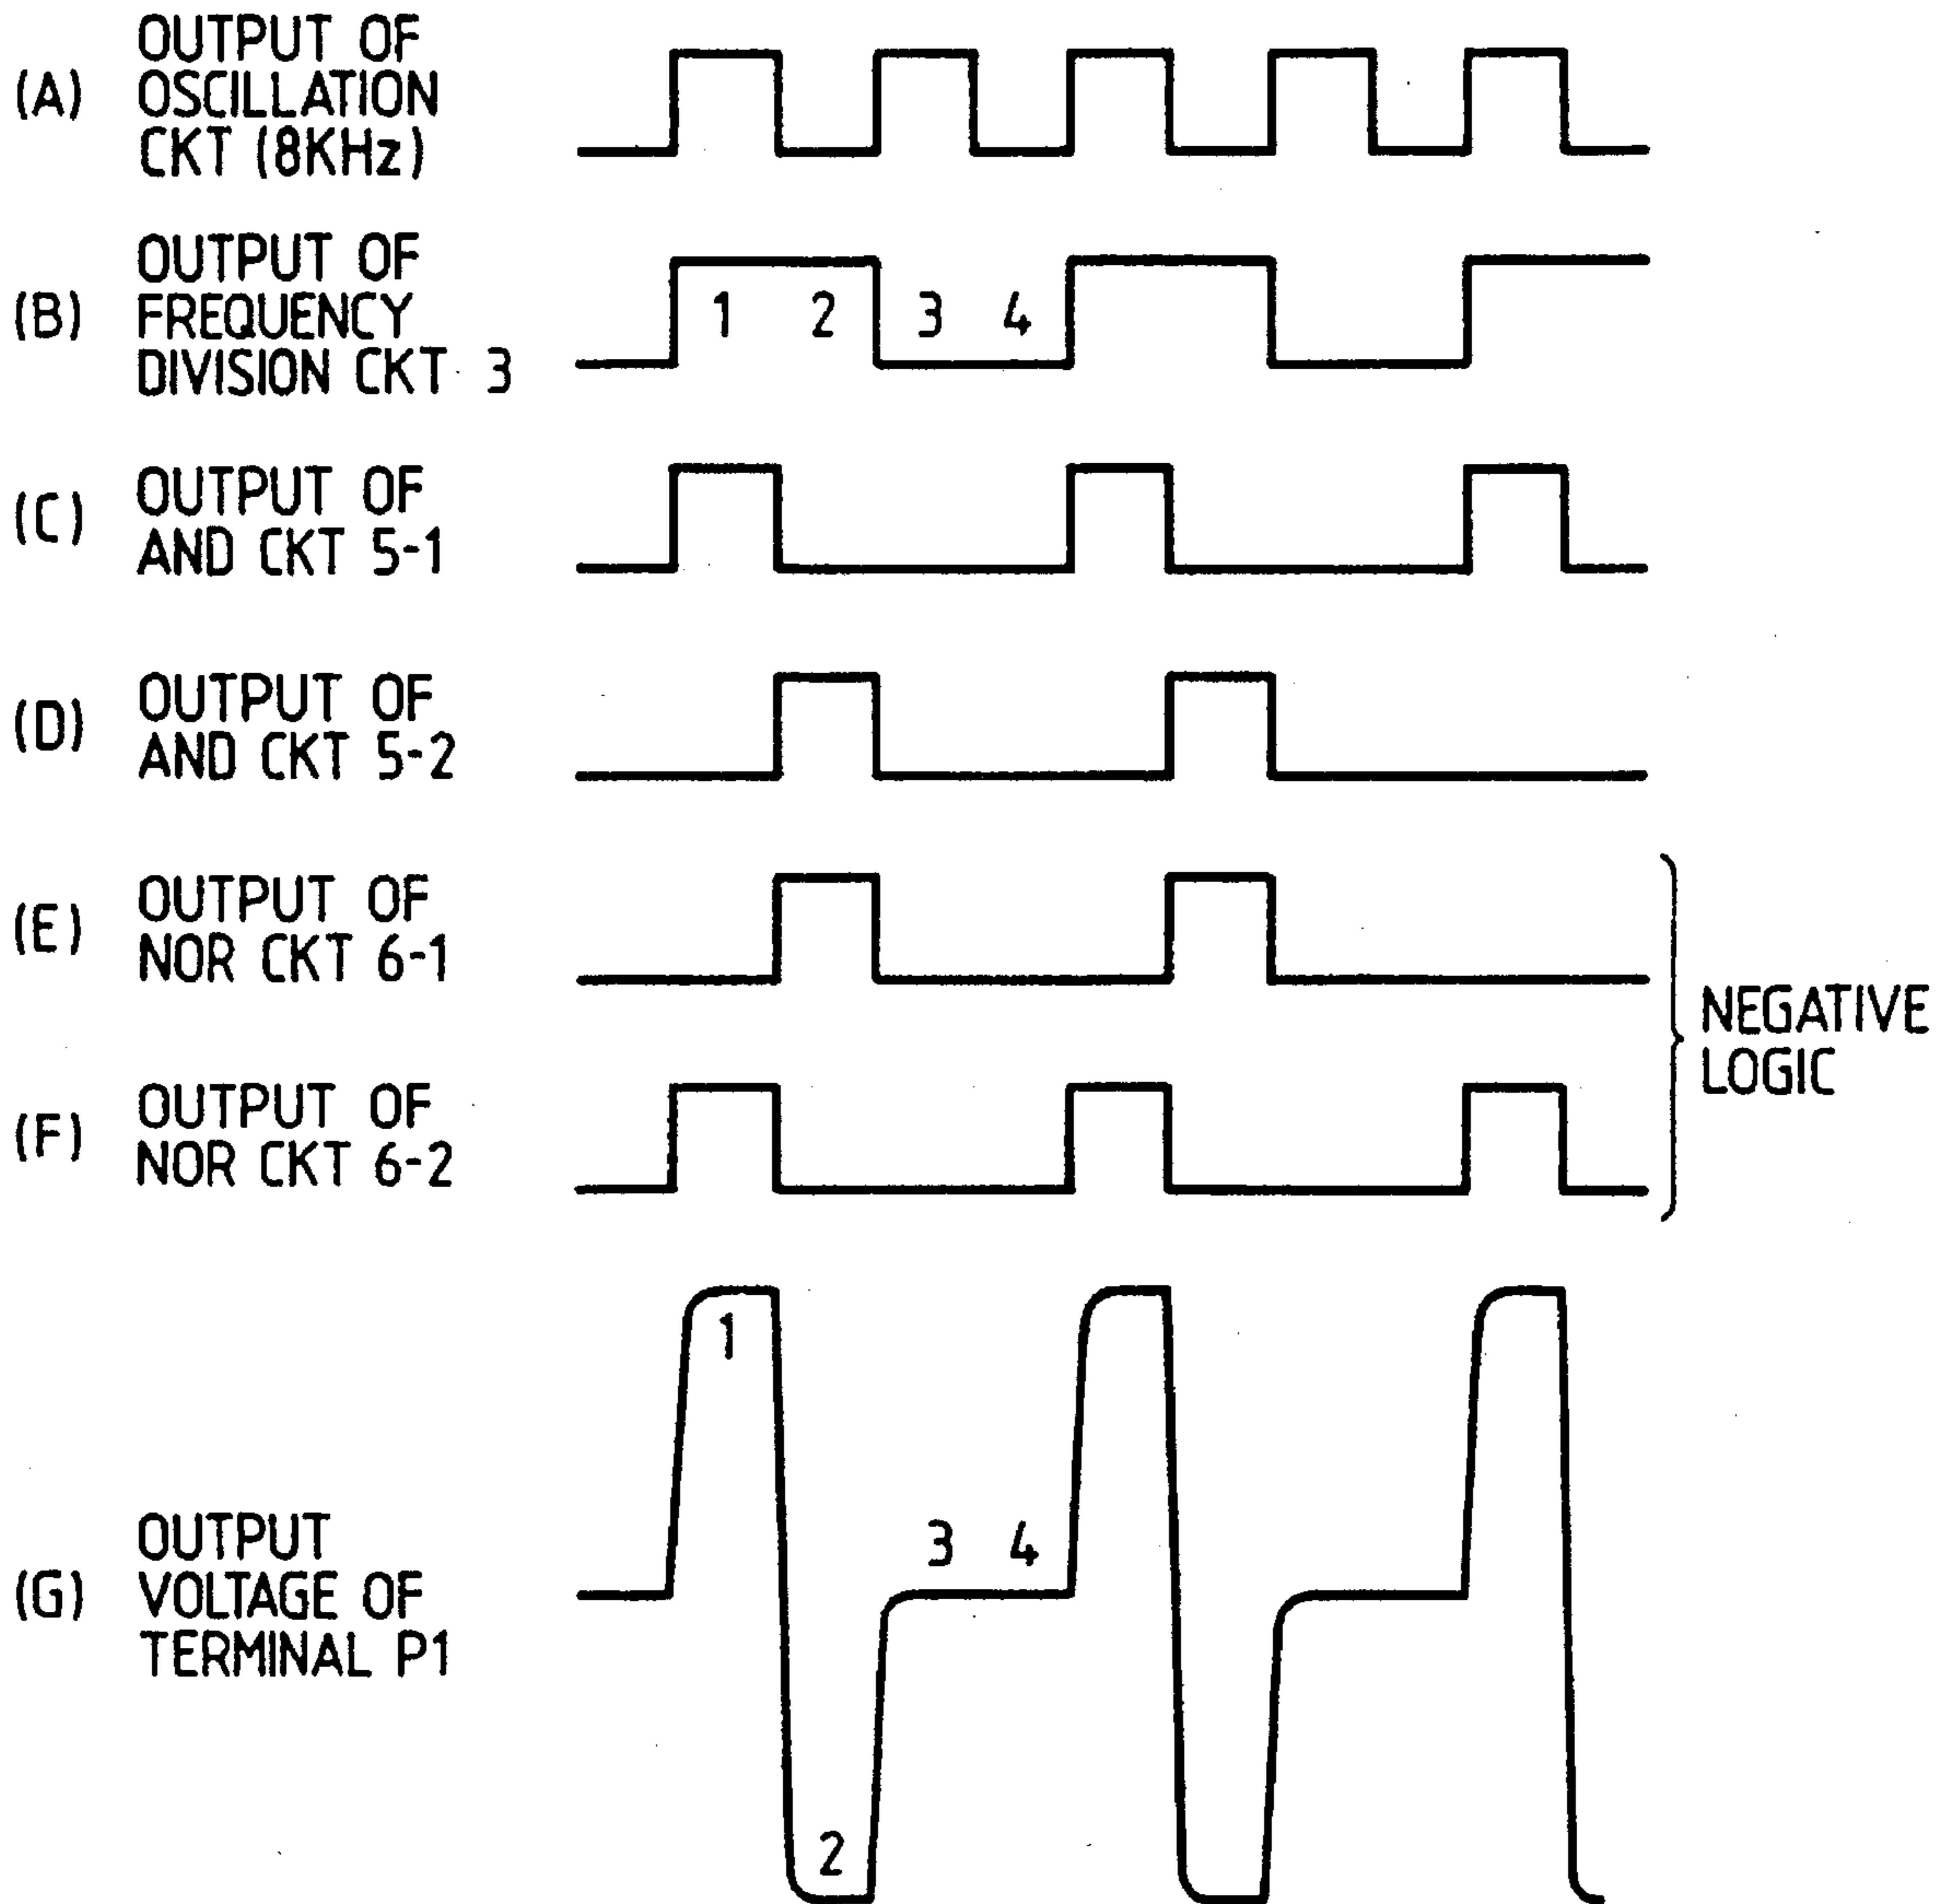 (A) OUTPUT OF
OSCILLATION
CKT (8KHz)
(B) OUTPUT OF
FREQUENCY
DIVISION CKT 3
1 2 3 4
(C) OUTPUT OF
AND CKT 5-1
(D) OUTPUT OF
AND CKT 5-2
(E) OUTPUT OF
NOR CKT 6-1
(F) OUTPUT OF
NOR CKT 6-2
NEGATIVE
LOGIC
(G) OUTPUT
VOLTAGE OF
TERMINAL P1
1
3 4
2